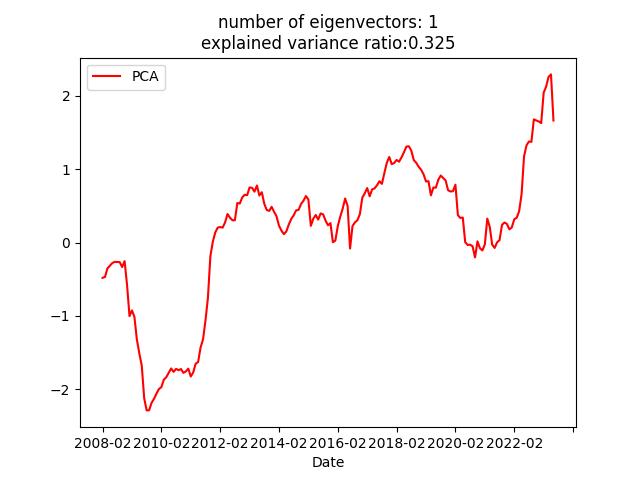 number of eigenvectors: 1
explained variance ratio:0.325
PCA
2
1
0
−1
−2
2008-02 2010-02 2012-02 2014-02 2016-02 2018-02 2020-02 2022-02
Date